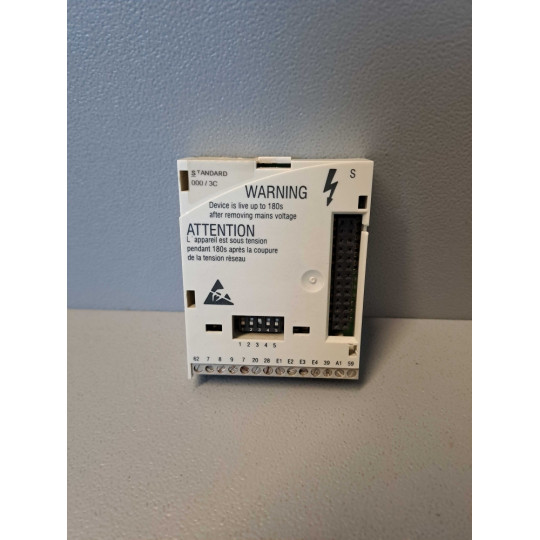 STANDARD
000 / 3C
S
WARNING
Device is live up to 180s
after removing mains voltage
ATTENTION
L´appareil est sous tension
pendant 180s après la coupure
de la tension réseau
1 2 3 4 5
62 7 8 9 7 20 28 E1 E2 E3 E4 39 A1 59